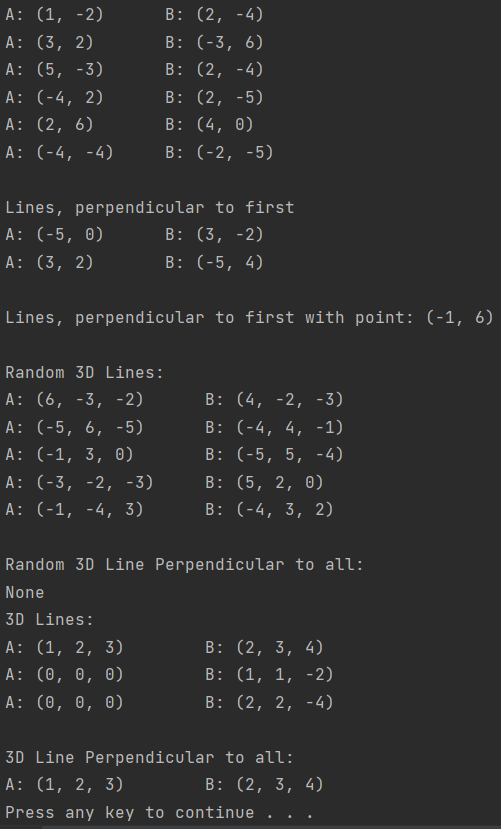 A: (1, -2)      B: (2, -4)
A: (3, 2)       B: (-3, 6)
A: (5, -3)      B: (2, -4)
A: (-4, 2)      B: (2, -5)
A: (2, 6)       B: (4, 0)
A: (-4, -4)     B: (-2, -5)
Lines, perpendicular to first
A: (-5, 0)      B: (3, -2)
A: (3, 2)       B: (-5, 4)
Lines, perpendicular to first with point: (-1, 6)
Random 3D Lines:
A: (6, -3, -2)      B: (4, -2, -3)
A: (-5, 6, -5)      B: (-4, 4, -1)
A: (-1, 3, 0)       B: (-5, 5, -4)
A: (-3, -2, -3)     B: (5, 2, 0)
A: (-1, -4, 3)      B: (-4, 3, 2)
Random 3D Line Perpendicular to all:
None
3D Lines:
A: (1, 2, 3)        B: (2, 3, 4)
A: (0, 0, 0)        B: (1, 1, -2)
A: (0, 0, 0)        B: (2, 2, -4)
3D Line Perpendicular to all:
A: (1, 2, 3)        B: (2, 3, 4)
Press any key to continue . . .